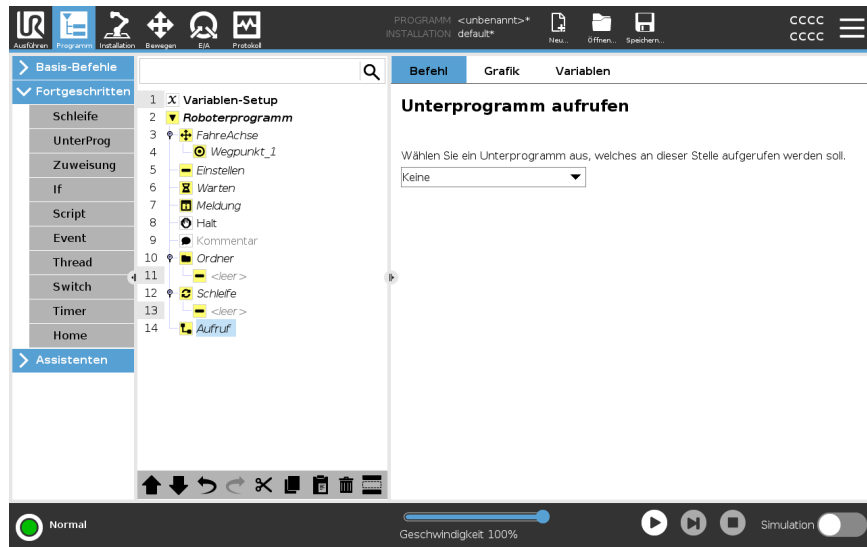 PROGRAMM <unbenannt>*
INSTALLATION default*
UR
Ausführen Programm Installation Bewegen E/A Protokoll
Neu... Öffnen... Speichern...
CCCC
CCCC
Basis-Befehle
Fortgeschritten
Schleife
UnterProg
Zuweisung
If
Script
Event
Thread
Switch
Timer
Home
Assistenten
1 X Variablen-Setup
2 Roboterprogramm
3 FahreAchse
4 Wegpunkt_1
5 Einstellen
6 Warten
7 Meldung
8 Halt
9 Kommentar
10 Ordner
11 <leer>
12 Schleife
13 <leer>
14 Aufruf
Befehl Grafik Variablen
Unterprogramm aufrufen
Wählen Sie ein Unterprogramm aus, welches an dieser Stelle aufgerufen werden soll.
Keine
Normal
Geschwindigkeit 100%
Simulation